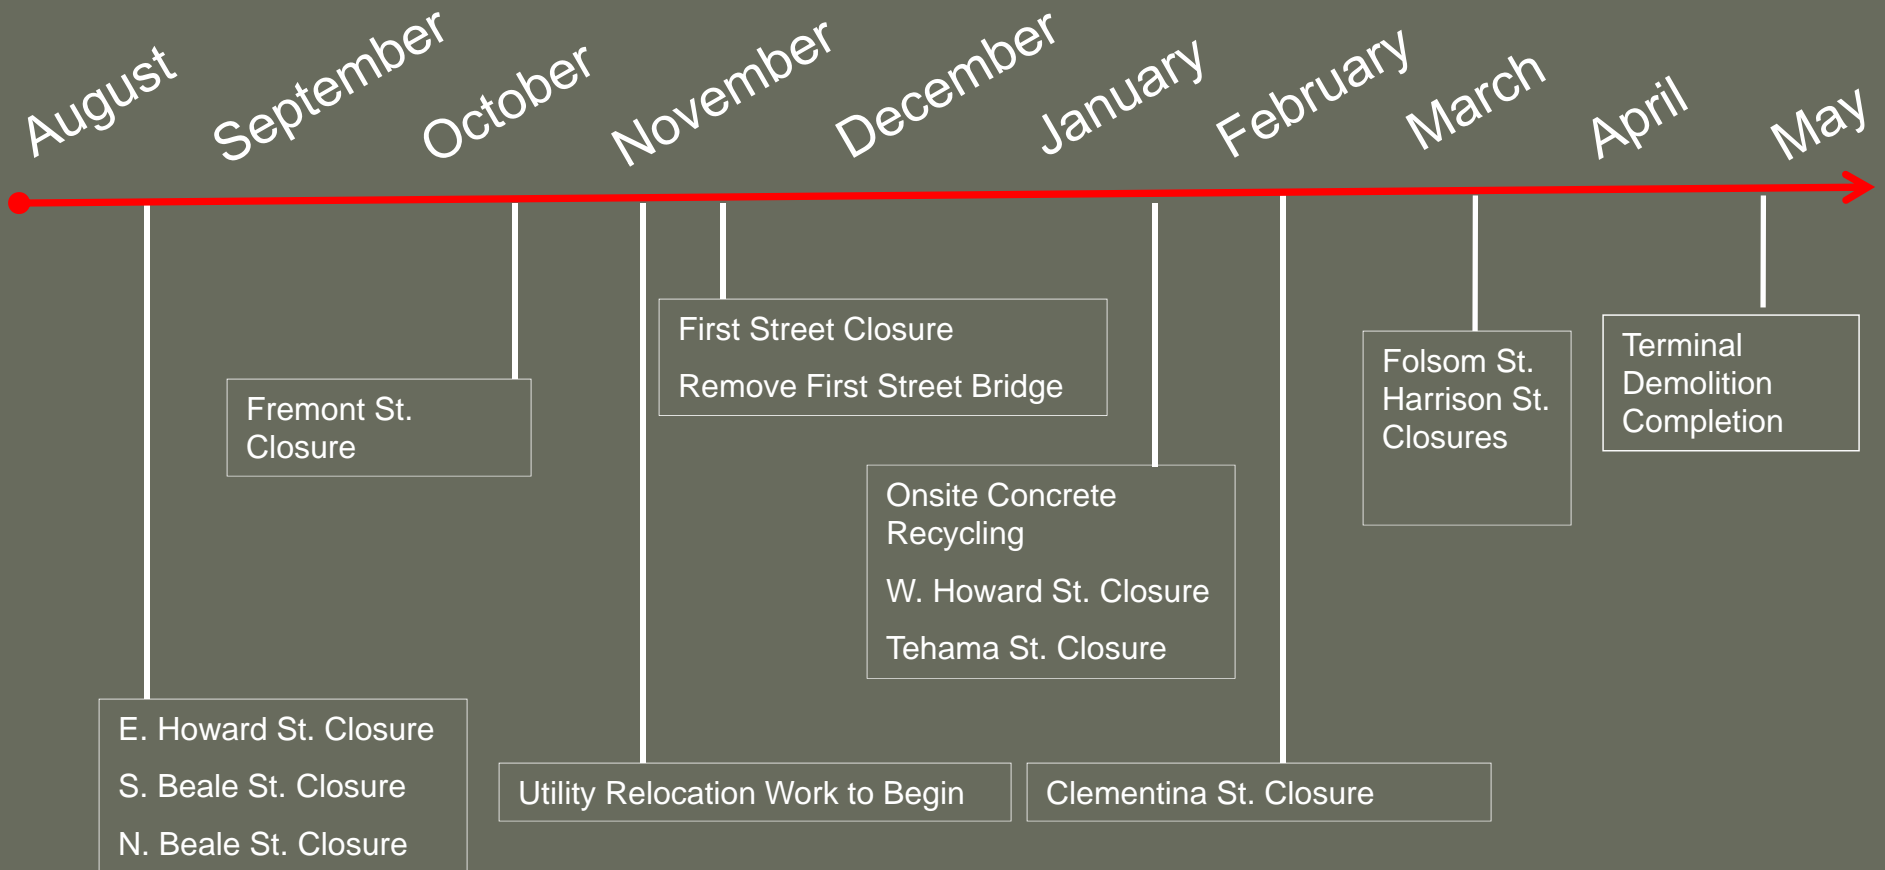 August
September
October
November
December
January
February
March
April
May
First Street Closure
Remove First Street Bridge
Folsom St.
Harrison St.
Closures
Terminal
Demolition
Completion
Fremont St.
Closure
Onsite Concrete
Recycling
W. Howard St. Closure
Tehama St. Closure
E. Howard St. Closure
S. Beale St. Closure
N. Beale St. Closure
Utility Relocation Work to Begin
Clementina St. Closure